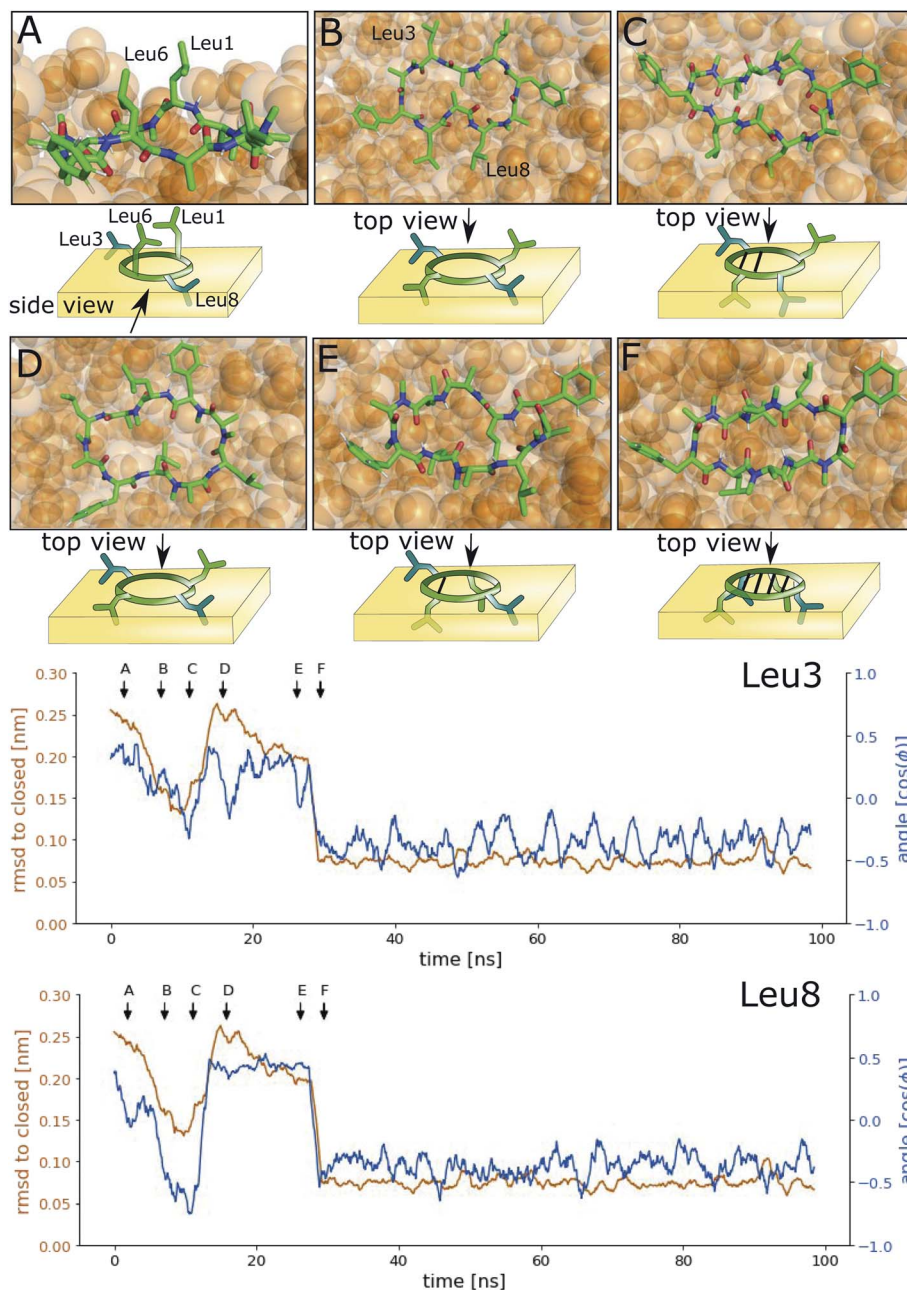 A
Leu6
Leu1
B
Leu3
Leu8
C
Leu3
Leu6
Leu1
Leu8
side view
top view
top view
D
E
F
top view
top view
top view
Leu3
A B C D E F
0.30
0.25
0.20
0.15
0.10
0.05
0.00
rmsd to closed [nm]
1.0
0.5
0.0
−0.5
−1.0
angle [cos(ϕ)]
0 20 40 60 80 100
time [ns]
Leu8
A B C D E F
0.30
0.25
0.20
0.15
0.10
0.05
0.00
rmsd to closed [nm]
1.0
0.5
0.0
−0.5
−1.0
angle [cos(ϕ)]
0 20 40 60 80 100
time [ns]